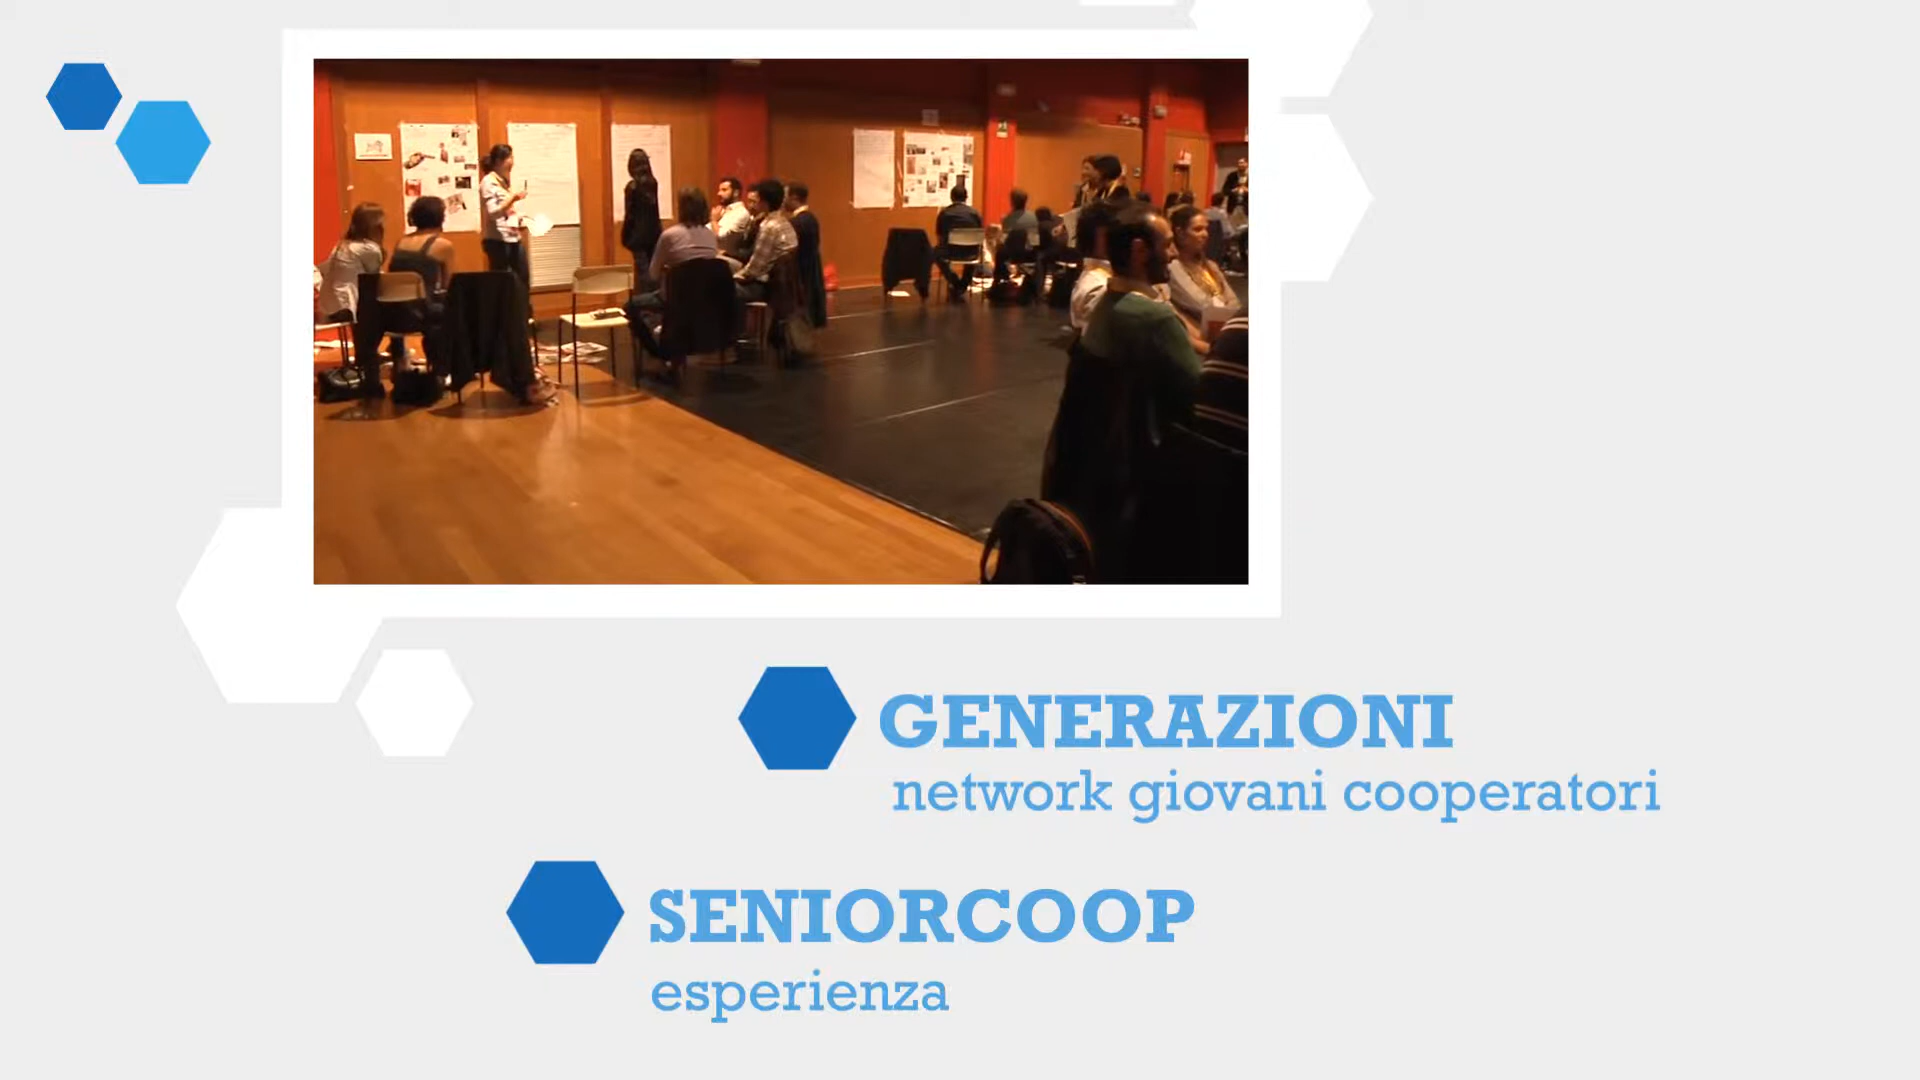 GENERAZIONI
network giovani cooperatori
SENIORCOOP
esperienza